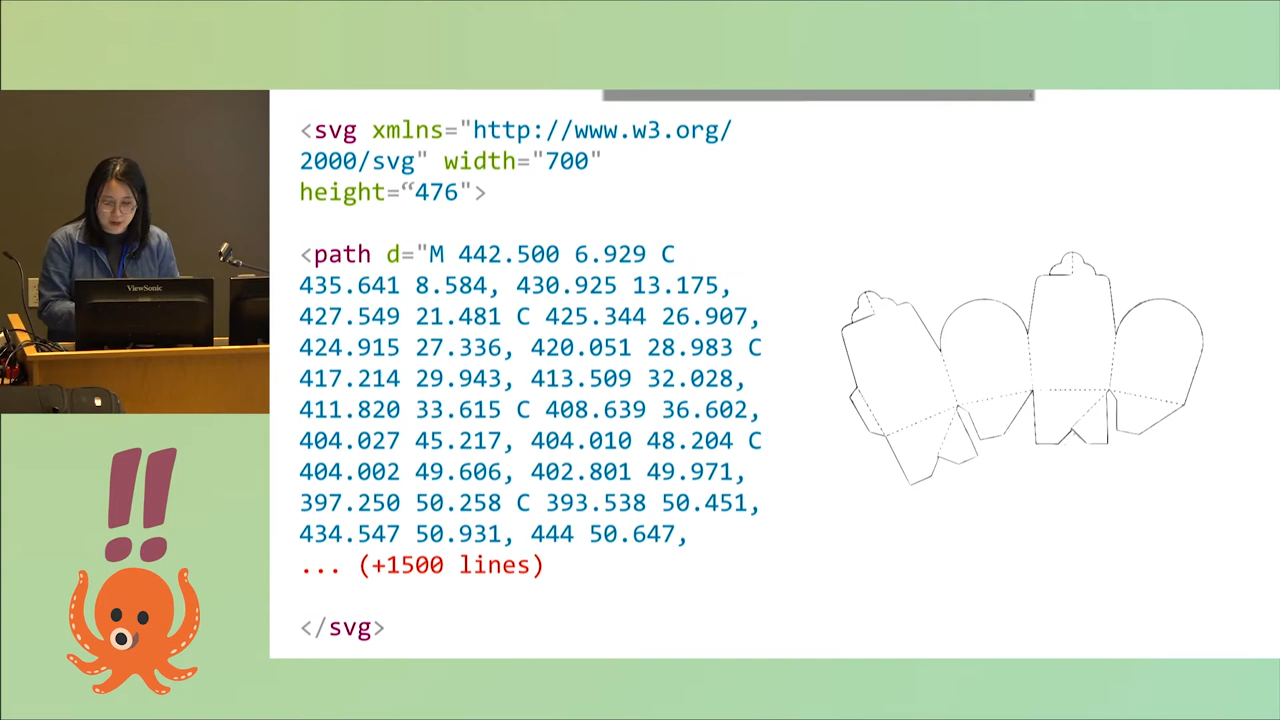 <svg xmlns="http://www.w3.org/
2000/svg" width="700"
height=“476">
<path d="M 442.500 6.929 C
435.641 8.584, 430.925 13.175,
427.549 21.481 C 425.344 26.907,
424.915 27.336, 420.051 28.983 C
417.214 29.943, 413.509 32.028,
411.820 33.615 C 408.639 36.602,
404.027 45.217, 404.010 48.204 C
404.002 49.606, 402.801 49.971,
397.250 50.258 C 393.538 50.451,
434.547 50.931, 444 50.647,
... (+1500 lines)
</svg>
ViewSonic
!!